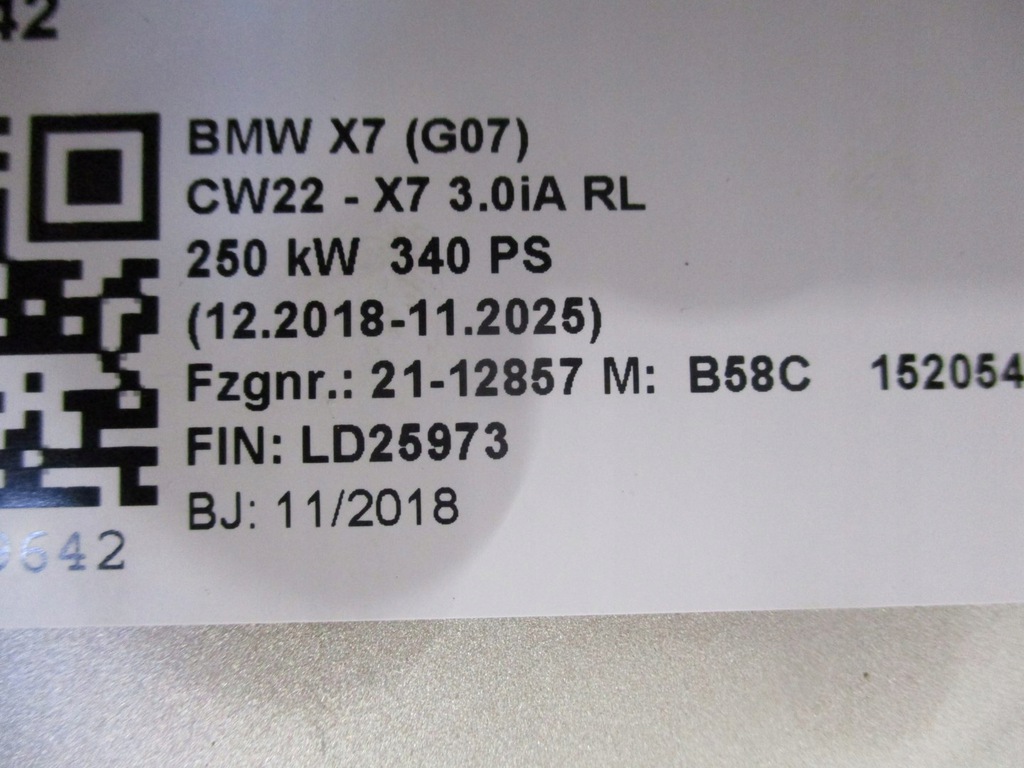 42
BMW X7 (G07)
CW22 - X7 3.0iA RL
250 kW 340 PS
(12.2018-11.2025)
Fzgnr.: 21-12857 M: B58C 152054
FIN: LD25973
BJ: 11/2018
9642